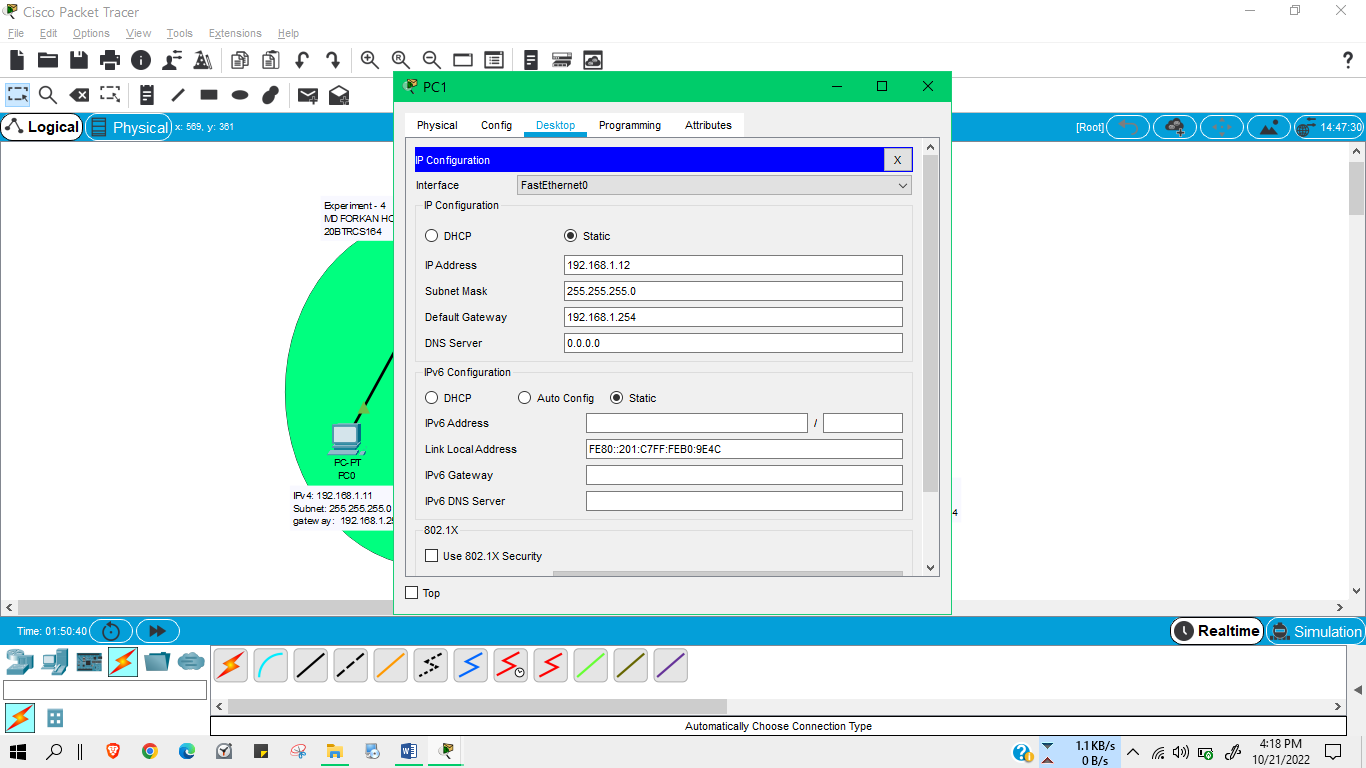 Cisco Packet Tracer
File Edit Options View Tools Extensions Help
?
Logical Physical x: 569, y: 361 [Root] 14:47:30
Experiment - 4
MD FORKAN HO
20BTRCS164
PC-PT
PC0
IPv4: 192.168.1.11
Subnet: 255.255.255.0
gateway: 192.168.1.25
4
PC1
Physical Config Desktop Programming Attributes
IP Configuration X
Interface FastEthernet0
IP Configuration
DHCP Static
IP Address 192.168.1.12
Subnet Mask 255.255.255.0
Default Gateway 192.168.1.254
DNS Server 0.0.0.0
IPv6 Configuration
DHCP Auto Config Static
IPv6 Address /
Link Local Address FE80::201:C7FF:FEB0:9E4C
IPv6 Gateway
IPv6 DNS Server
802.1X
Use 802.1X Security
Top
Time: 01:50:40 Realtime Simulation
Automatically Choose Connection Type
1.1 KB/s
0 B/s
4:18 PM
10/21/2022